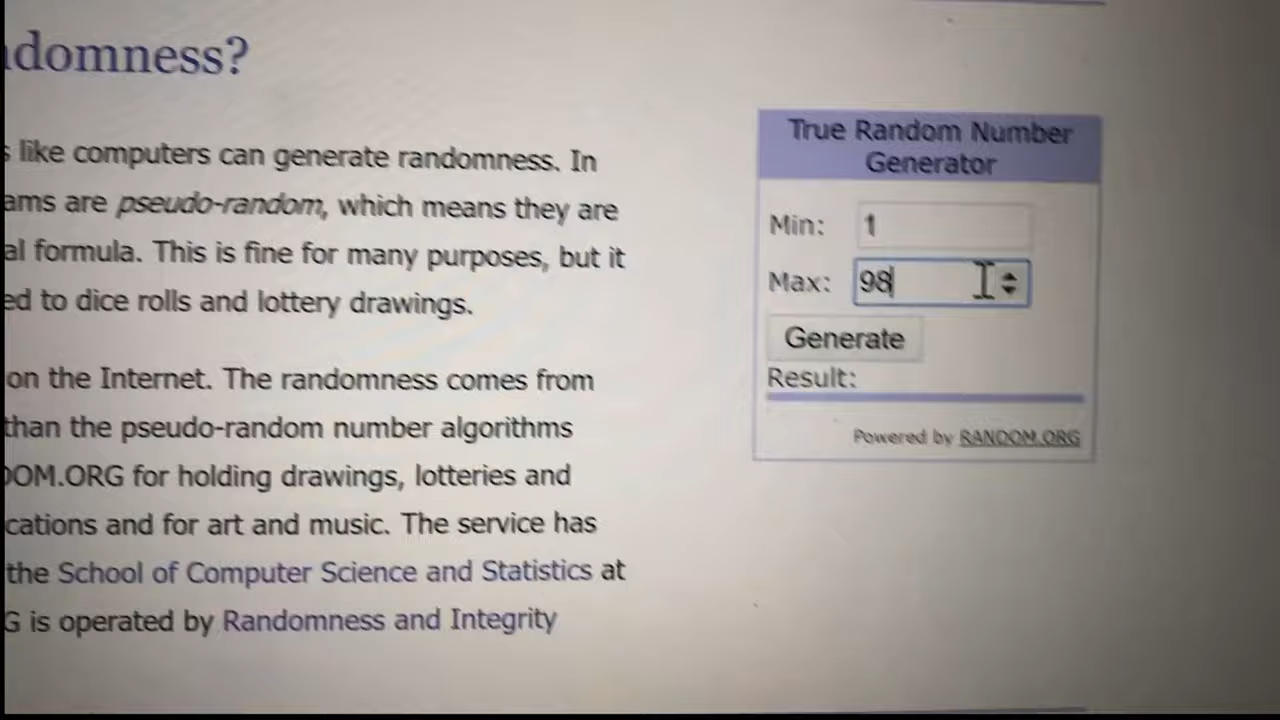 domness?
like computers can generate randomness. In
ams are pseudo-random, which means they are
al formula. This is fine for many purposes, but it
ed to dice rolls and lottery drawings.
on the Internet. The randomness comes from
than the pseudo-random number algorithms
OM.ORG for holding drawings, lotteries and
cations and for art and music. The service has
the School of Computer Science and Statistics at
G is operated by Randomness and Integrity
True Random Number
Generator
Min: 1
Max: 98
Generate
Result:
Powered by RANDOM.ORG